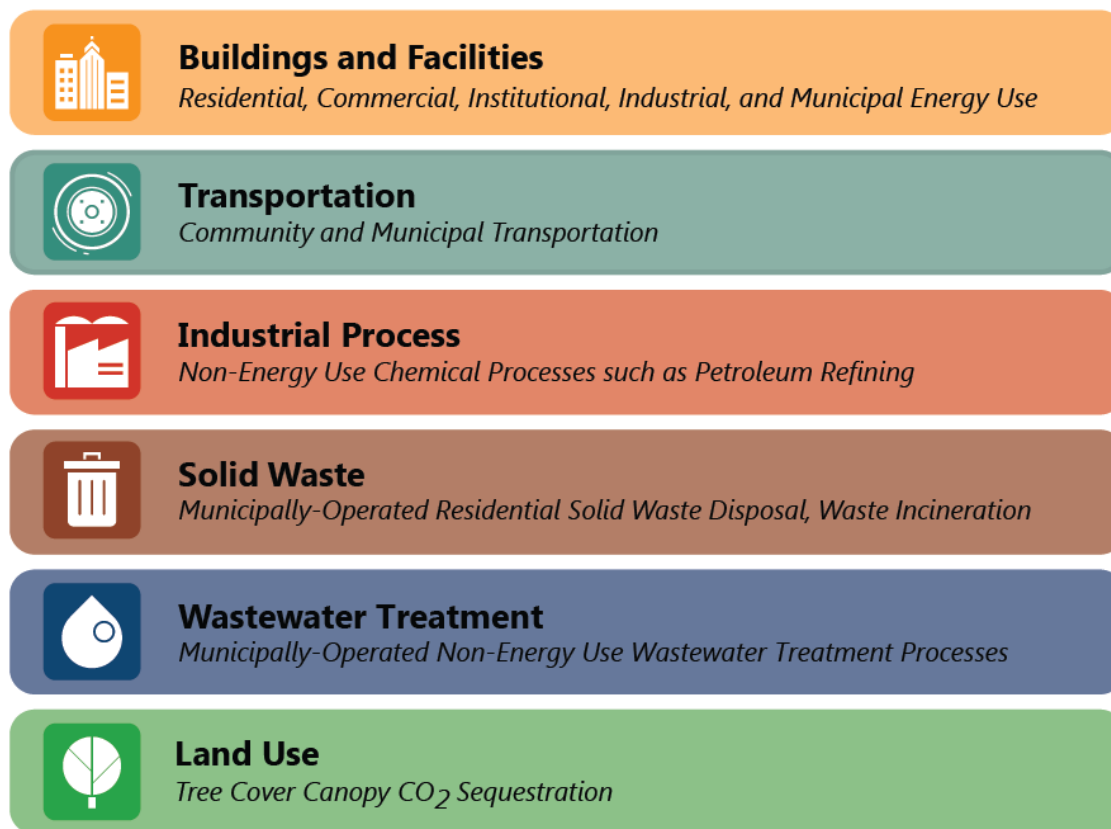 Buildings and Facilities
Residential, Commercial, Institutional, Industrial, and Municipal Energy Use
Transportation
Community and Municipal Transportation
Industrial Process
Non-Energy Use Chemical Processes such as Petroleum Refining
Solid Waste
Municipally-Operated Residential Solid Waste Disposal, Waste Incineration
Wastewater Treatment
Municipally-Operated Non-Energy Use Wastewater Treatment Processes
Land Use
Tree Cover Canopy CO2 Sequestration